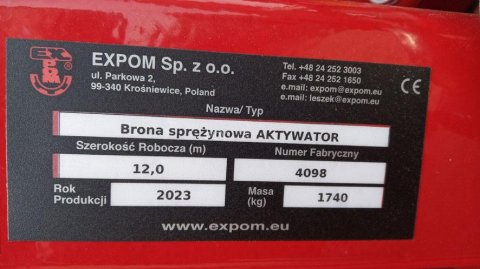 EXPOM
EXPOM Sp. z o.o.
ul. Parkowa 2,
99-340 Krośniewice, Poland
Tel. +48 24 252 3003
Fax +48 24 252 1650
e.mail: expom@expom.eu
e.mail: leszek@expom.eu
CE
Nazwa/ Typ
Brona sprężynowa AKTYWATOR
Szerokość Robocza (m)
Numer Fabryczny
12,0
4098
Rok Produkcji
2023
Masa (kg)
1740
www.expom.eu